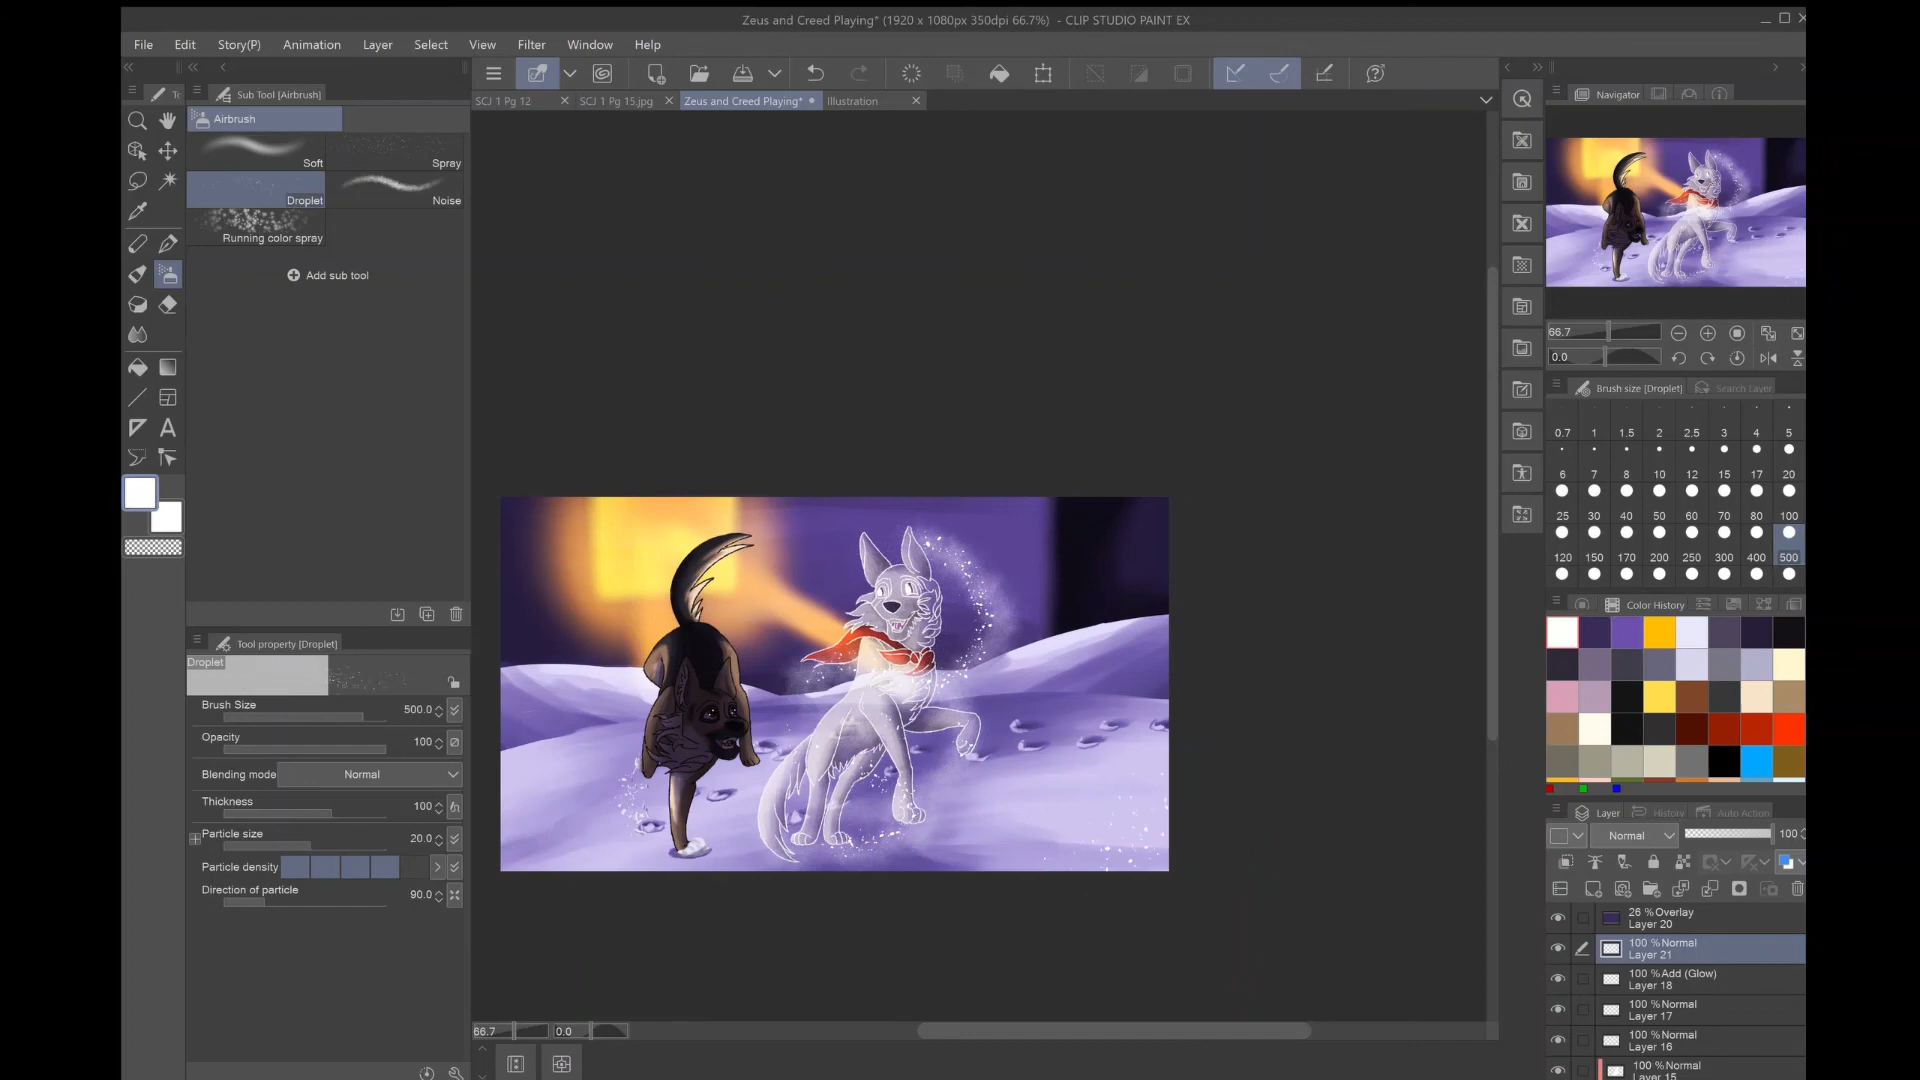 Zeus and Creed Playing* (1920 x 1080px 350dpi 66.7%) - CLIP STUDIO PAINT EX
File Edit Story(P) Animation Layer Select View Filter Window Help
Sub Tool [Airbrush]
SCJ 1 Pg 12 SCJ 1 Pg 15.jpg Zeus and Creed Playing* Illustration
Navigator
Airbrush
Soft Spray
Droplet Noise
Running color spray
Add sub tool
66.7
0.0
Brush size [Droplet] Search Layer
0.7 1 1.5 2 2.5 3 4 5
6 7 8 10 12 15 17 20
25 30 40 50 60 70 80 100
120 150 170 200 250 300 400 500
Color History
Tool property [Droplet]
Droplet
Brush Size 500.0
Opacity 100
Blending mode Normal
Thickness 100
Particle size 20.0
Particle density
Direction of particle 90.0
Layer History Auto Action
Normal 100
26 %Overlay
Layer 20
100 %Normal
Layer 21
100 %Add (Glow)
Layer 18
100 %Normal
Layer 17
100 %Normal
Layer 16
100 %Normal
Layer 15
66.7 0.0